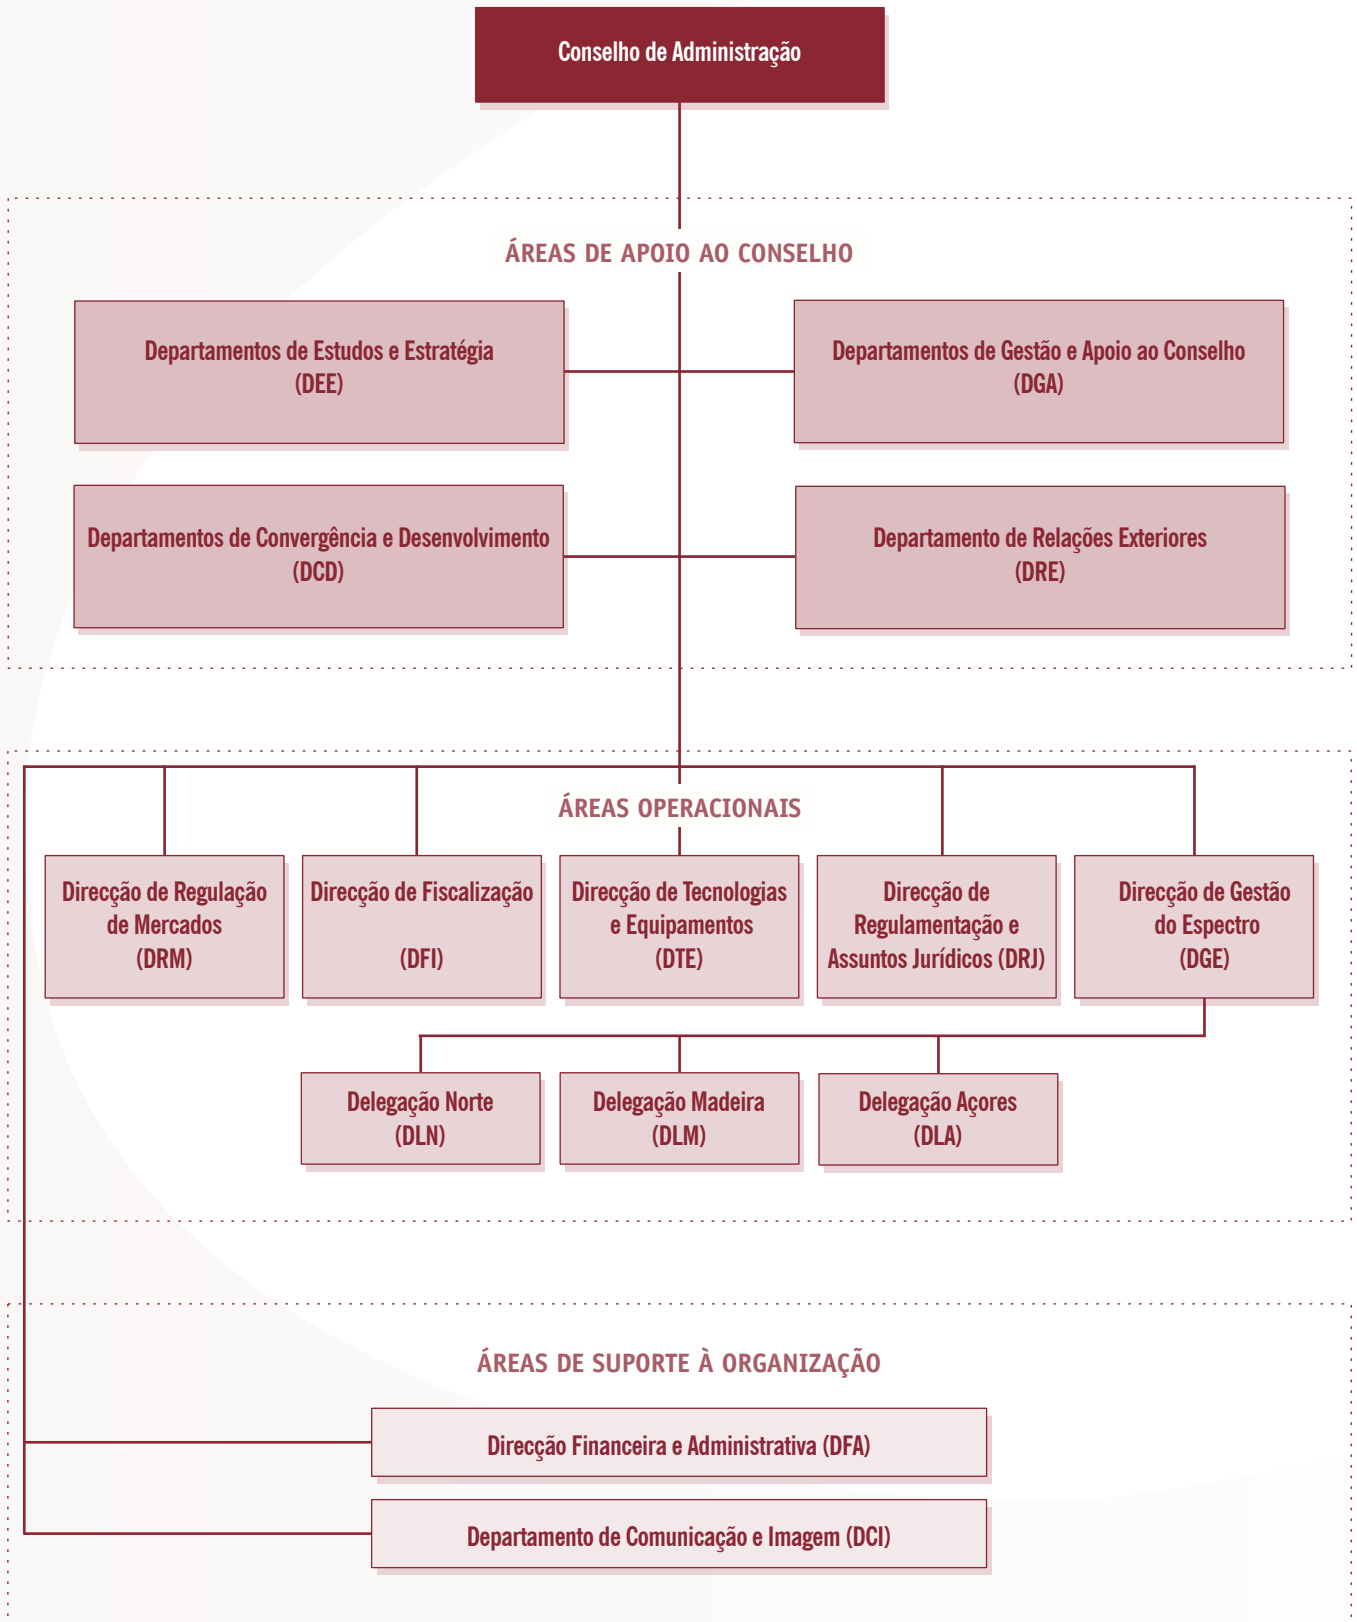 Conselho de Administração
ÁREAS DE APOIO AO CONSELHO
Departamentos de Estudos e Estratégia
(DEE)
Departamentos de Gestão e Apoio ao Conselho
(DGA)
Departamentos de Convergência e Desenvolvimento
(DCD)
Departamento de Relações Exteriores
(DRE)
ÁREAS OPERACIONAIS
Direcção de Regulação
de Mercados
(DRM)
Direcção de Fiscalização
(DFI)
Direcção de Tecnologias
e Equipamentos
(DTE)
Direcção de
Regulamentação e
Assuntos Jurídicos (DRJ)
Direcção de Gestão
do Espectro
(DGE)
Delegação Norte
(DLN)
Delegação Madeira
(DLM)
Delegação Açores
(DLA)
ÁREAS DE SUPORTE À ORGANIZAÇÃO
Direcção Financeira e Administrativa (DFA)
Departamento de Comunicação e Imagem (DCI)